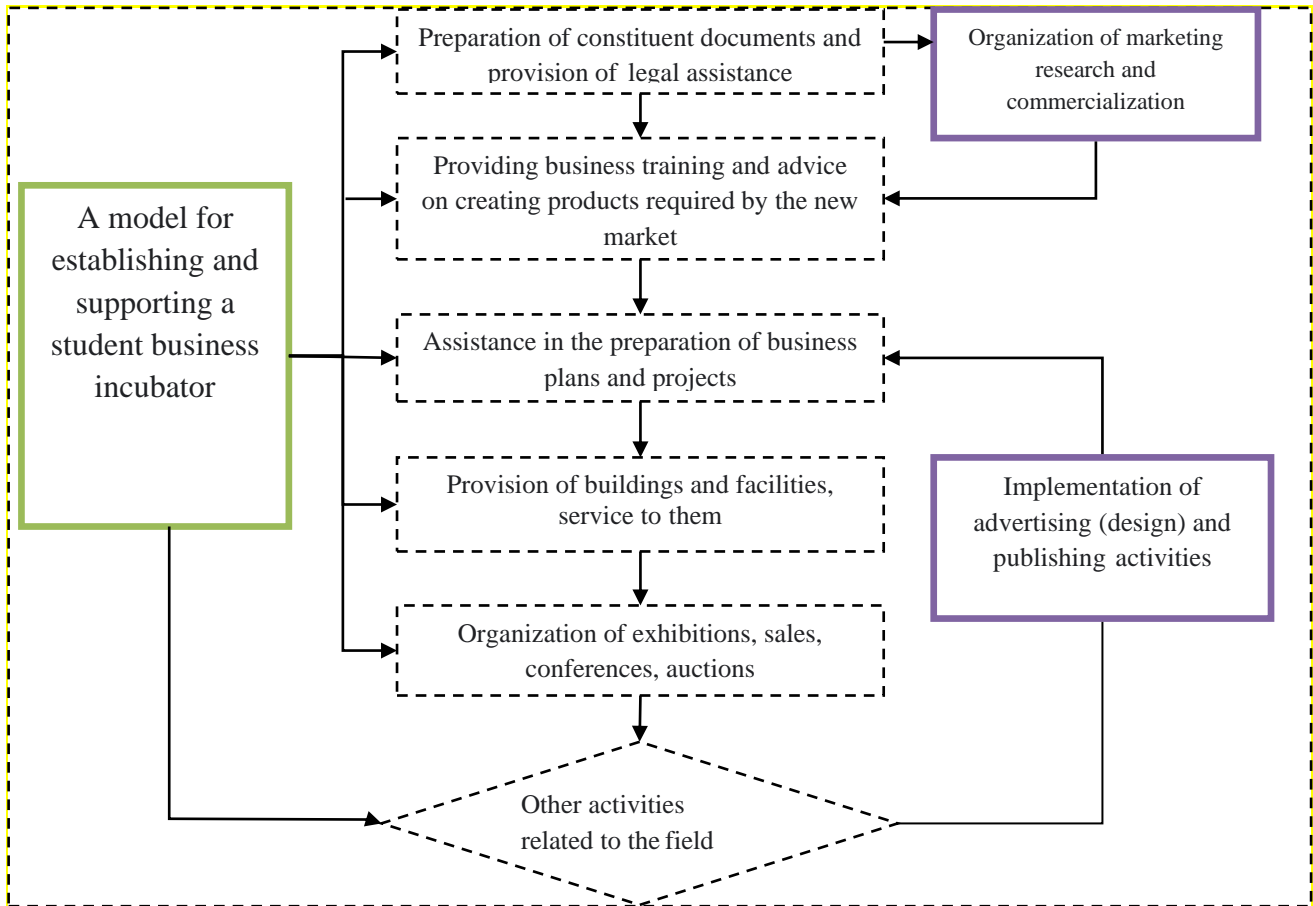 Preparation of constituent documents and
provision of legal assistance
Organization of marketing
research and
commercialization
Providing business training and advice
on creating products required by the new
market
A model for
establishing and
supporting a
student business
incubator
Assistance in the preparation of business
plans and projects
Provision of buildings and facilities,
service to them
Implementation of
advertising (design) and
publishing activities
Organization of exhibitions, sales,
conferences, auctions
Other activities
related to the field